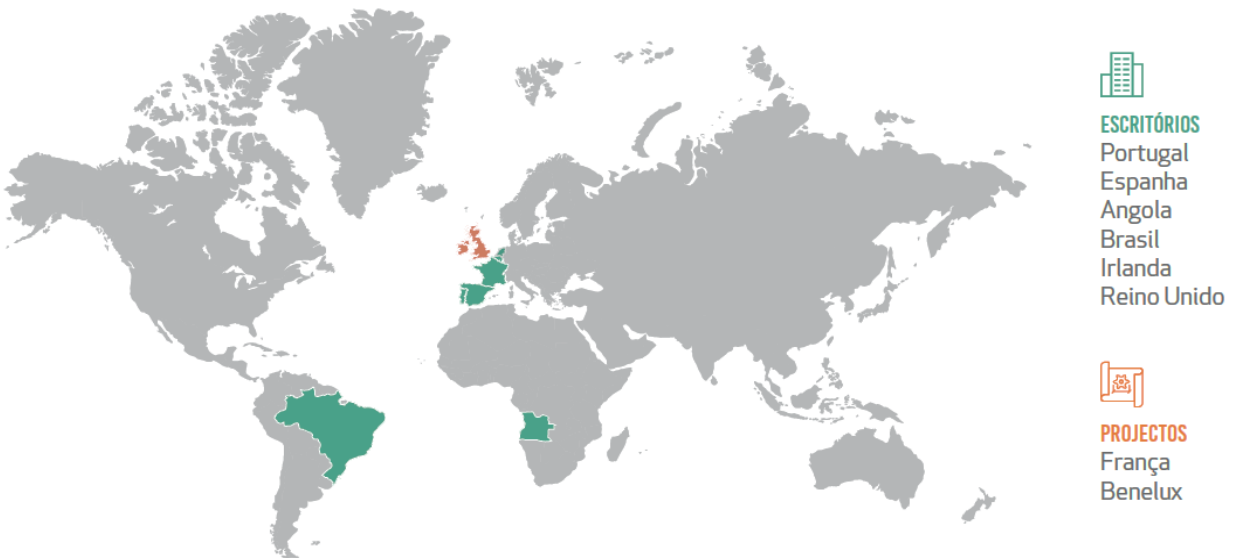 ESCRITÓRIOS
Portugal
Espanha
Angola
Brasil
Irlanda
Reino Unido
PROJECTOS
França
Benelux